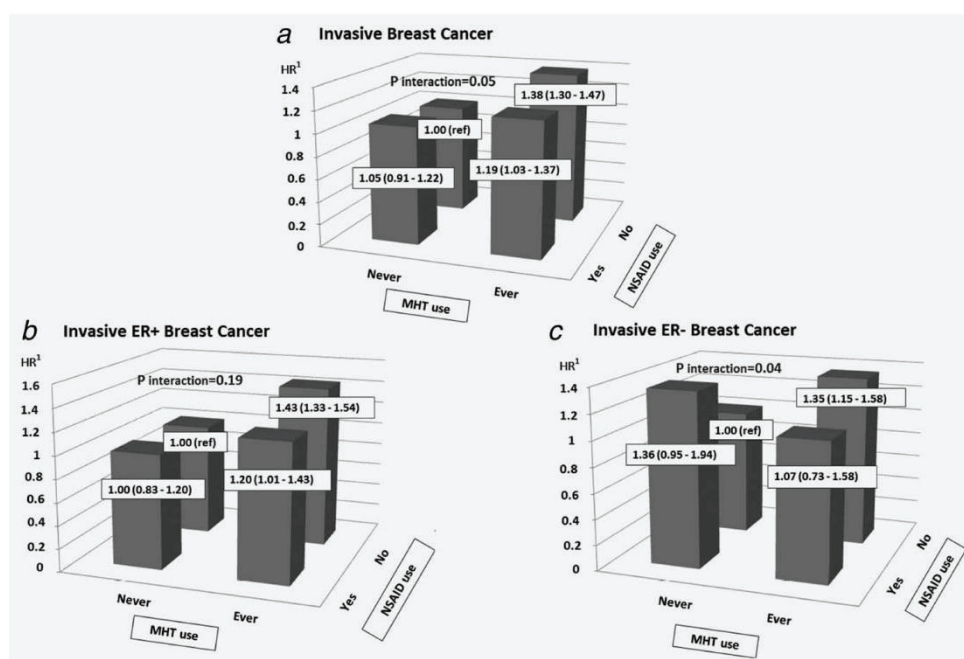 a Invasive Breast Cancer
HR1
P interaction=0.05
1.4
1.2
1
0.8
0.6
0.4
0.2
0
1.38 (1.30 - 1.47)
1.00 (ref)
1.05 (0.91 - 1.22)
1.19 (1.03 - 1.37)
Never
Ever
MHT use
Yes
No
NSAID use
b Invasive ER+ Breast Cancer
HR1
P interaction=0.19
1.6
1.4
1.2
1
0.8
0.6
0.4
0.2
0
1.43 (1.33 - 1.54)
1.00 (ref)
1.00 (0.83 - 1.20)
1.20 (1.01 - 1.43)
Never
Ever
MHT use
Yes
No
NSAID use
c Invasive ER- Breast Cancer
HR1
P interaction=0.04
1.4
1.2
1
0.8
0.6
0.4
0.2
0
1.35 (1.15 - 1.58)
1.00 (ref)
1.36 (0.95 - 1.94)
1.07 (0.73 - 1.58)
Never
Ever
MHT use
Yes
No
NSAID use